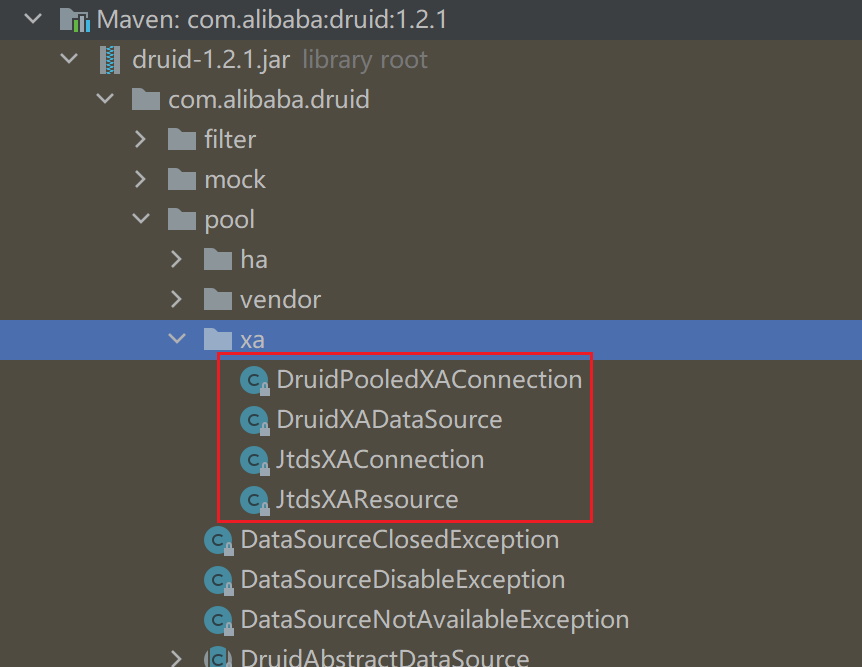 Maven: com.alibaba:druid:1.2.1
druid-1.2.1.jar library root
com.alibaba.druid
filter
mock
pool
ha
vendor
xa
C DruidPooledXAConnection
C DruidXADataSource
C JtdsXAConnection
C JtdsXAResource
C DataSourceClosedException
C DataSourceDisableException
C DataSourceNotAvailableException
C DruidAbstractDataSource